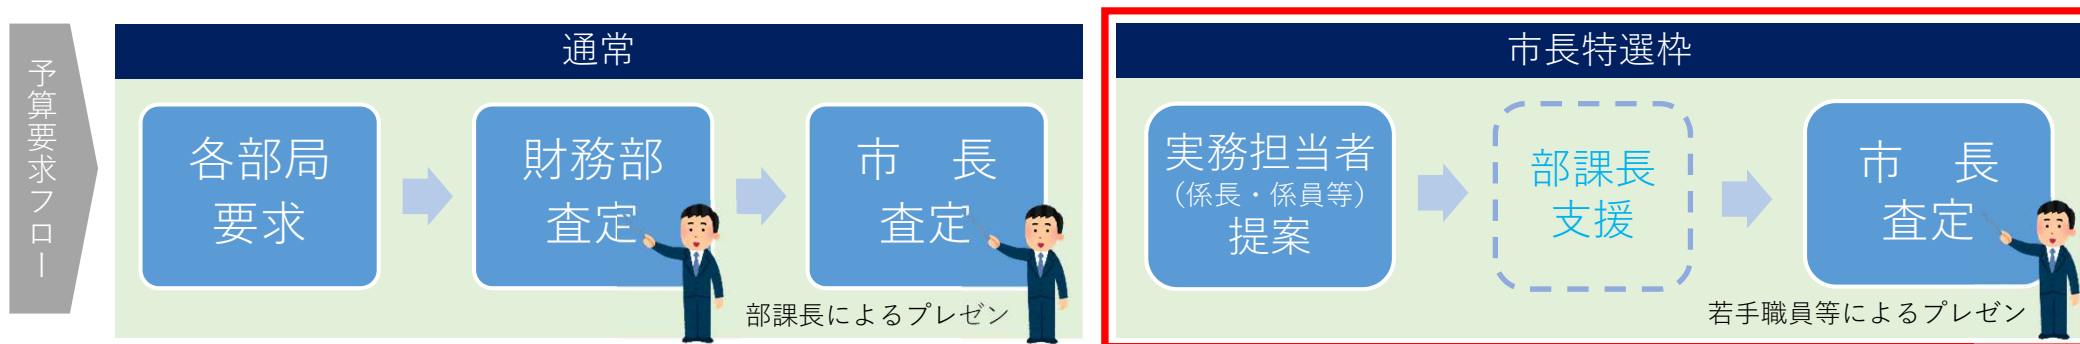 予算要求フロー
通常
各部局
要求
財務部
査定
市　長
査定
部課長によるプレゼン
市長特選枠
実務担当者
（係長・係員等）
提案
部課長
支援
市　長
査定
若手職員等によるプレゼン